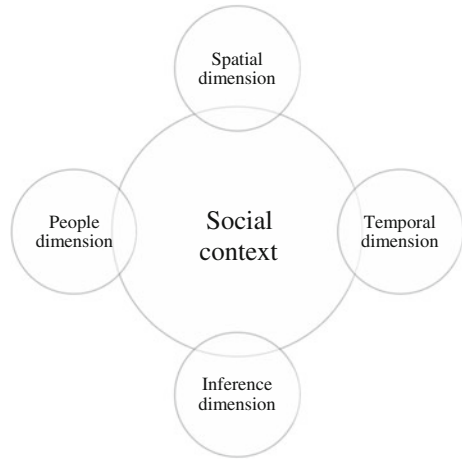 Spatial
dimension
People
dimension
Social
context
Temporal
dimension
Inference
dimension